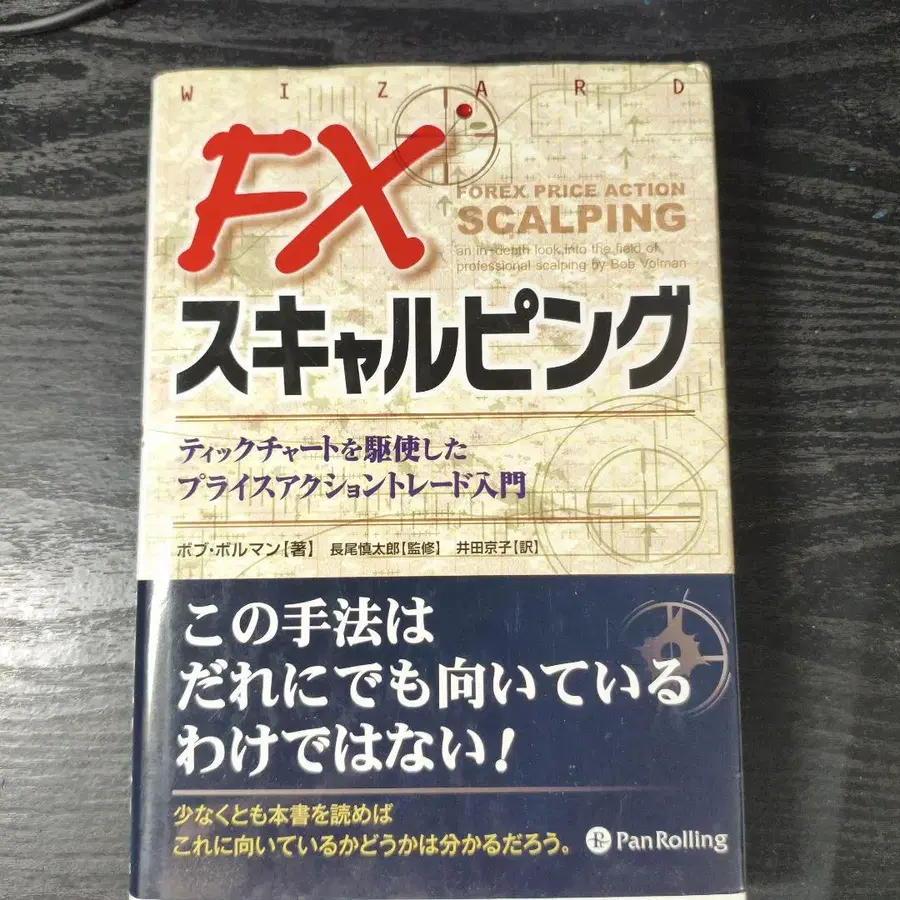 WIZARD
FX
FOREX PRICE ACTION
SCALPING
an in-depth look into the field of
professional scalping by Bob Volman
スキャルピング
ティックチャートを駆使した
プライスアクショントレード入門
ボブ・ボルマン【著】 長尾慎太郎【監修】 井田京子【訳】
この手法は
だれにでも向いている
わけではない!
少なくとも本書を読めば
これに向いているかどうかは分かるだろう。
PanRolling